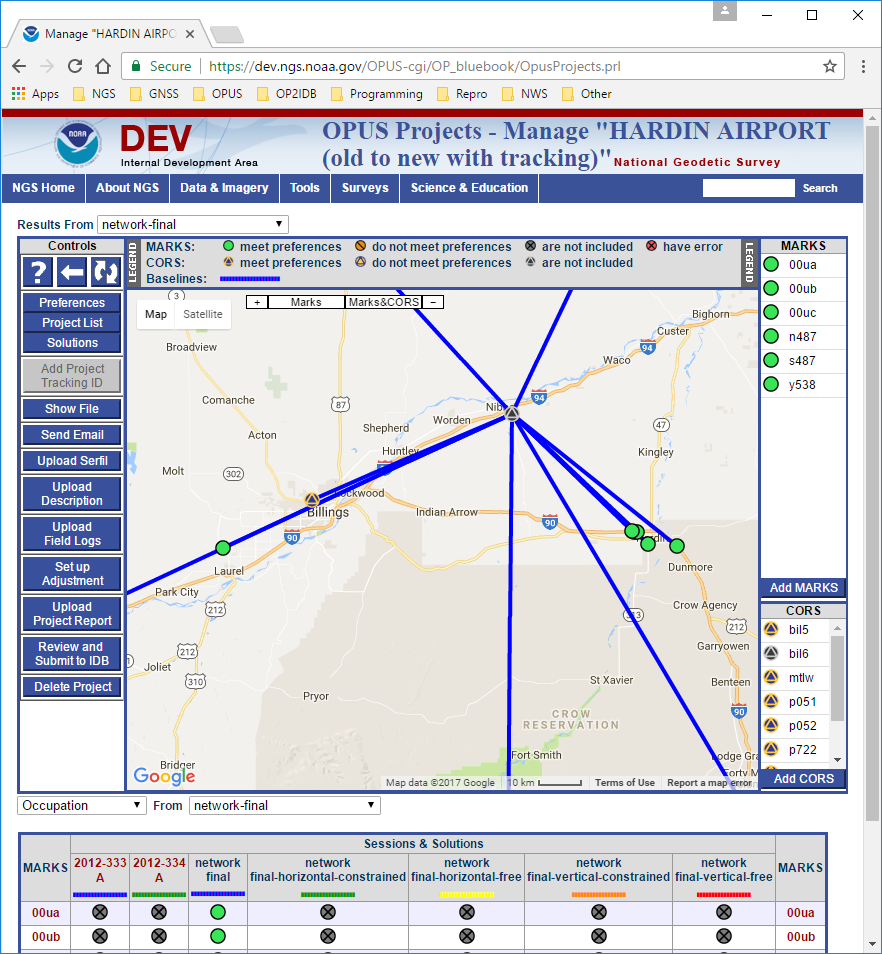 Manage "HARDIN AIRPO
Secure
https://dev.ngs.noaa.gov/OPUS-cgi/OP_bluebook/OpusProjects.prl
Apps NGS GNSS OPUS OP2IDB Programming Repro NWS Other
NOAA
DEV
Internal Development Area
OPUS Projects - Manage "HARDIN AIRPORT
(old to new with tracking)" National Geodetic Survey
NGS Home About NGS Data & Imagery Tools Surveys Science & Education Search
Results From network-final
Controls
?
Preferences
Project List
Solutions
Add Project
Tracking ID
Show File
Send Email
Upload Serfil
Upload
Description
Upload
Field Logs
Set up
Adjustment
Upload
Project Report
Review and
Submit to IDB
Delete Project
LEGEND
MARKS: meet preferences do not meet preferences are not included have error
CORS: meet preferences do not meet preferences are not included
Baselines:
LEGEND
+ Marks Marks&CORS −
Map Satellite
3
Bighorn
Custer
94
Broadview
Waco
Comanche
87
94
Nib
Worden
Shepherd
47
Acton
Huntley
Kingley
Molt
302
ockwood
Billings
Indian Arrow
90
90
Laurel
Dunmore
Park City
212
Crow Agency
313
212
Garryowen
212
Joliet
310
St Xavier
Benteen
Pryor
90
CROW
RESERVATION
Fort Smith
Lodge Gra
Bridger
Forty M
Google
Map data ©2017 Google 10 km Terms of Use Report a map error
MARKS
00ua
00ub
00uc
n487
s487
y538
Add MARKS
CORS
bil5
bil6
mtlw
p051
p052
p722
Add CORS
Occupation From network-final
Sessions & Solutions
MARKS 2012-333 2012-334 network network network network network MARKS
A A final final-horizontal-constrained final-horizontal-free final-vertical-constrained final-vertical-free
00ua 00ua
00ub 00ub